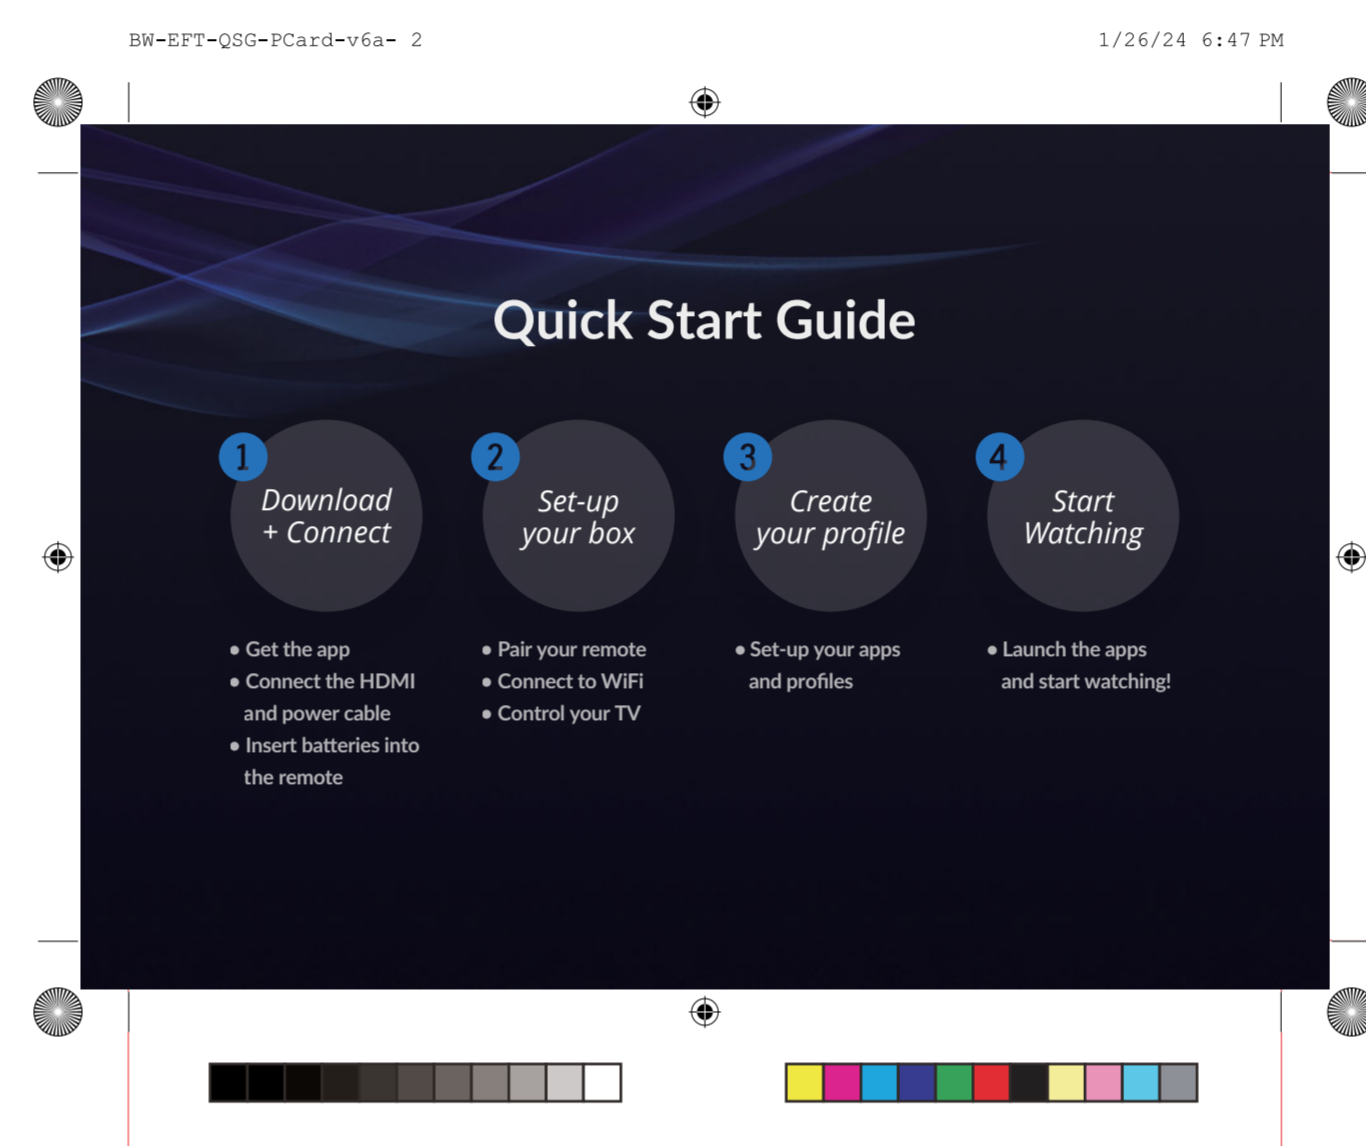 BW-EFT-QSG-PCard-v6a- 2
1/26/24 6:47 PM
Quick Start Guide
1
Download
+ Connect
• Get the app
• Connect the HDMI
and power cable
• Insert batteries into
the remote
2
Set-up
your box
• Pair your remote
• Connect to WiFi
• Control your TV
3
Create
your profile
• Set-up your apps
and profiles
4
Start
Watching
• Launch the apps
and start watching!